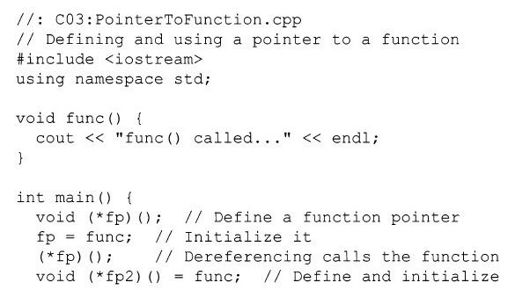 //: C03:PointerToFunction.cpp
// Defining and using a pointer to a function
#include <iostream>
using namespace std;

void func() {
  cout << "func() called..." << endl;
}

int main() {
  void (*fp)();  // Define a function pointer
  fp = func;  // Initialize it
  (*fp)();    // Dereferencing calls the function
  void (*fp2)() = func;  // Define and initialize